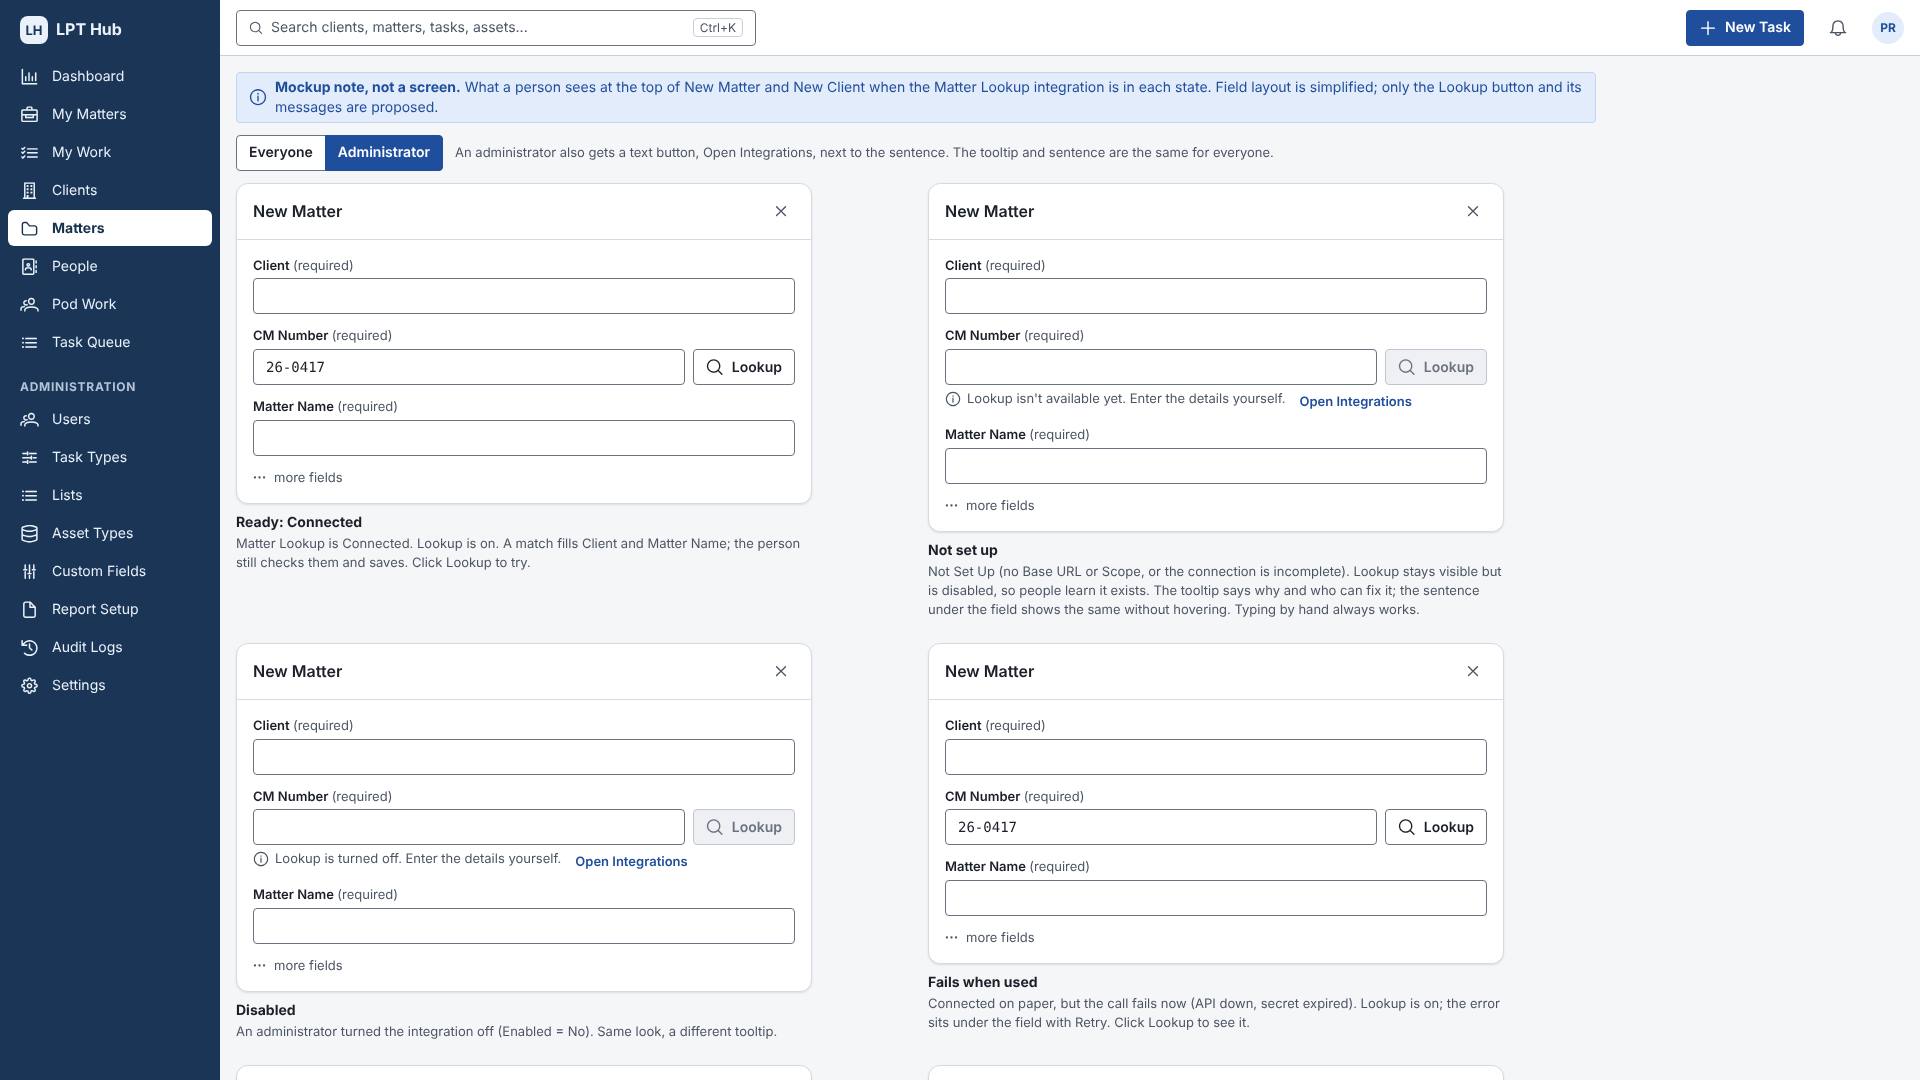 LH LPT Hub
Search clients, matters, tasks, assets... Ctrl+K
New Task
PR
Dashboard
My Matters
My Work
Clients
Matters
People
Pod Work
Task Queue
ADMINISTRATION
Users
Task Types
Lists
Asset Types
Custom Fields
Report Setup
Audit Logs
Settings
Mockup note, not a screen. What a person sees at the top of New Matter and New Client when the Matter Lookup integration is in each state. Field layout is simplified; only the Lookup button and its
messages are proposed.
Everyone Administrator An administrator also gets a text button, Open Integrations, next to the sentence. The tooltip and sentence are the same for everyone.
New Matter
Client (required)
CM Number (required)
26-0417 Lookup
Matter Name (required)
··· more fields
Ready: Connected
Matter Lookup is Connected. Lookup is on. A match fills Client and Matter Name; the person
still checks them and saves. Click Lookup to try.
New Matter
Client (required)
CM Number (required)
Lookup
Lookup isn't available yet. Enter the details yourself. Open Integrations
Matter Name (required)
··· more fields
Not set up
Not Set Up (no Base URL or Scope, or the connection is incomplete). Lookup stays visible but
is disabled, so people learn it exists. The tooltip says why and who can fix it; the sentence
under the field shows the same without hovering. Typing by hand always works.
New Matter
Client (required)
CM Number (required)
Lookup
Lookup is turned off. Enter the details yourself. Open Integrations
Matter Name (required)
··· more fields
Disabled
An administrator turned the integration off (Enabled = No). Same look, a different tooltip.
New Matter
Client (required)
CM Number (required)
26-0417 Lookup
Matter Name (required)
··· more fields
Fails when used
Connected on paper, but the call fails now (API down, secret expired). Lookup is on; the error
sits under the field with Retry. Click Lookup to see it.